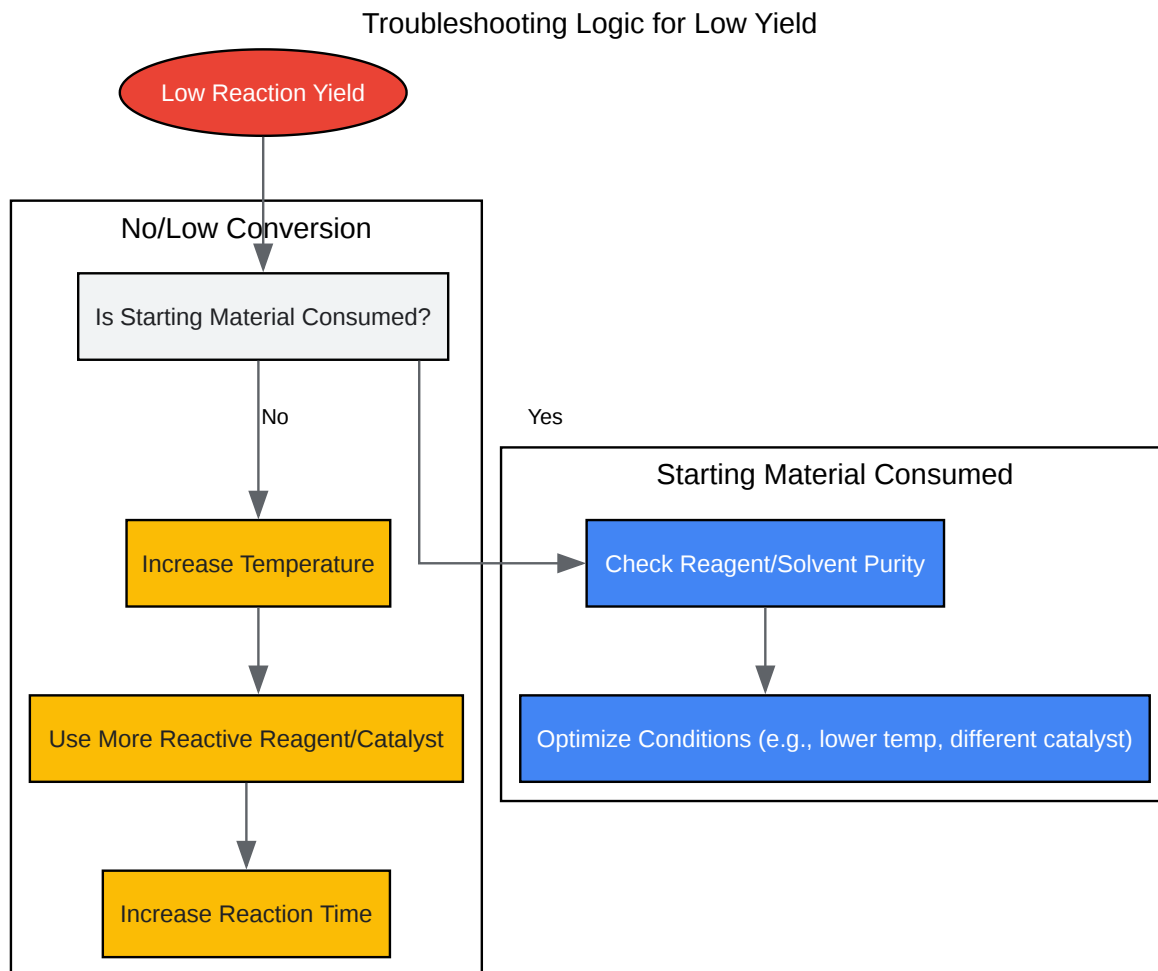 Troubleshooting Logic for Low Yield
Low Reaction Yield
No/Low Conversion
Is Starting Material Consumed?
No
Yes
Starting Material Consumed
Increase Temperature
Check Reagent/Solvent Purity
Use More Reactive Reagent/Catalyst
Optimize Conditions (e.g., lower temp, different catalyst)
Increase Reaction Time